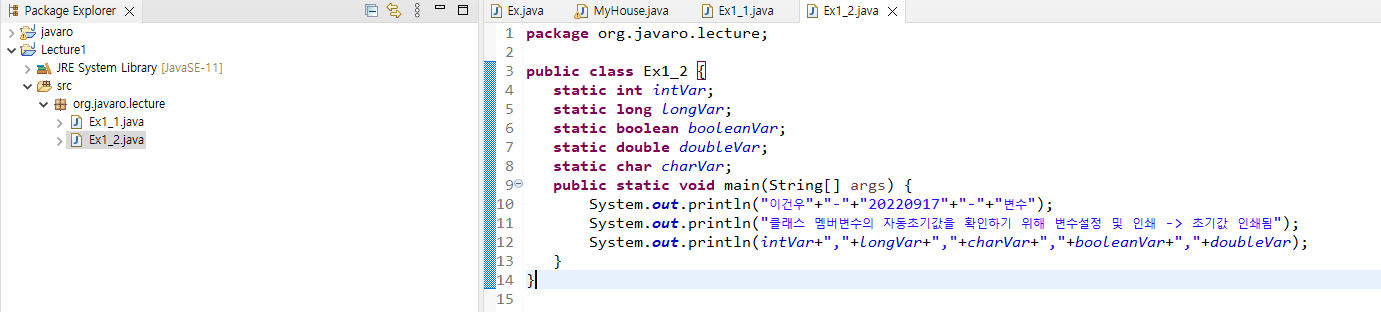 Package Explorer
javaro
Lecture1
JRE System Library [JavaSE-11]
src
org.javaro.lecture
Ex1_1.java
Ex1_2.java
Ex.java
MyHouse.java
Ex1_1.java
Ex1_2.java
1 package org.javaro.lecture;
2
3 public class Ex1_2 {
4 static int intVar;
5 static long longVar;
6 static boolean booleanVar;
7 static double doubleVar;
8 static char charVar;
9 public static void main(String[] args) {
10 System.out.println("이건우"+"-"+"20220917"+"-"+"변수");
11 System.out.println("클래스 멤버변수의 자동초기값을 확인하기 위해 변수설정 및 인쇄 -> 초기값 인쇄됨");
12 System.out.println(intVar+","+longVar+","+charVar+","+booleanVar+","+doubleVar);
13 }
14 }
15